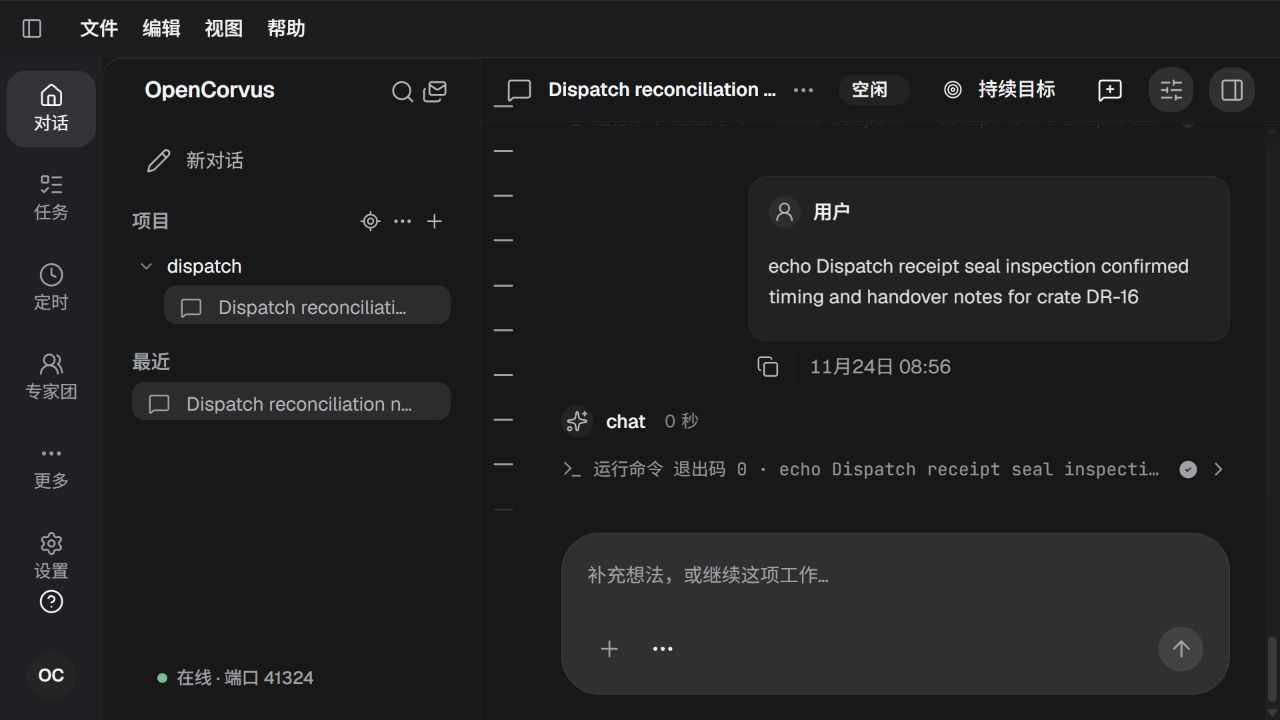 文件 编辑 视图 帮助
对话
任务
定时
专家团
更多
设置
OC
OpenCorvus
新对话
项目
dispatch
Dispatch reconciliati...
最近
Dispatch reconciliation n...
在线 · 端口 41324
Dispatch reconciliation ...
空闲
持续目标
用户
echo Dispatch receipt seal inspection confirmed
timing and handover notes for crate DR-16
11月24日 08:56
chat 0 秒
运行命令 退出码 0 · echo Dispatch receipt seal inspecti…
补充想法，或继续这项工作...